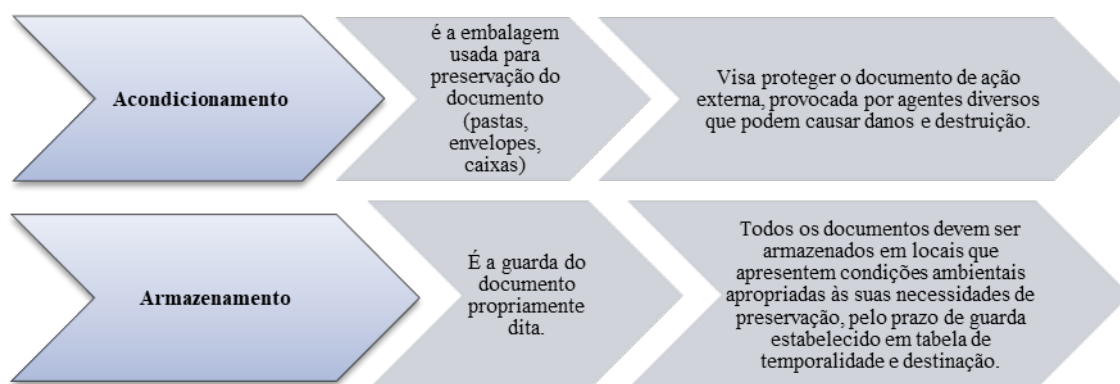 Acondicionamento
é a embalagem
usada para
preservação do
documento
(pastas,
envelopes,
caixas)
Visa proteger o documento de ação
externa, provocada por agentes diversos
que podem causar danos e destruição.
Armazenamento
É a guarda do
documento
propriamente
dita.
Todos os documentos devem ser
armazenados em locais que
apresentem condições ambientais
apropriadas às suas necessidades de
preservação, pelo prazo de guarda
estabelecido em tabela de
temporalidade e destinação.